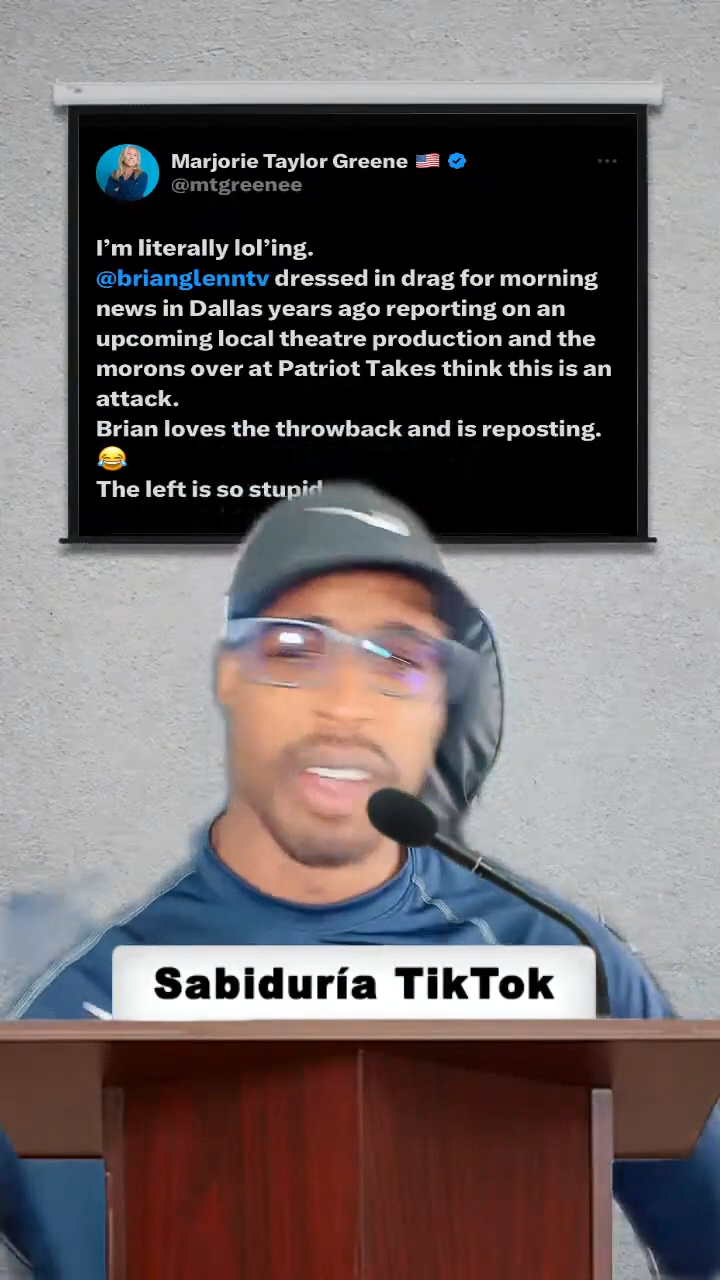 Marjorie Taylor Greene 🇺🇸
@mtgreenee
I’m literally lol’ing.
@brianglenntv dressed in drag for morning
news in Dallas years ago reporting on an
upcoming local theatre production and the
morons over at Patriot Takes think this is an
attack.
Brian loves the throwback and is reposting.
😂
The left is so stupid
Sabiduría TikTok